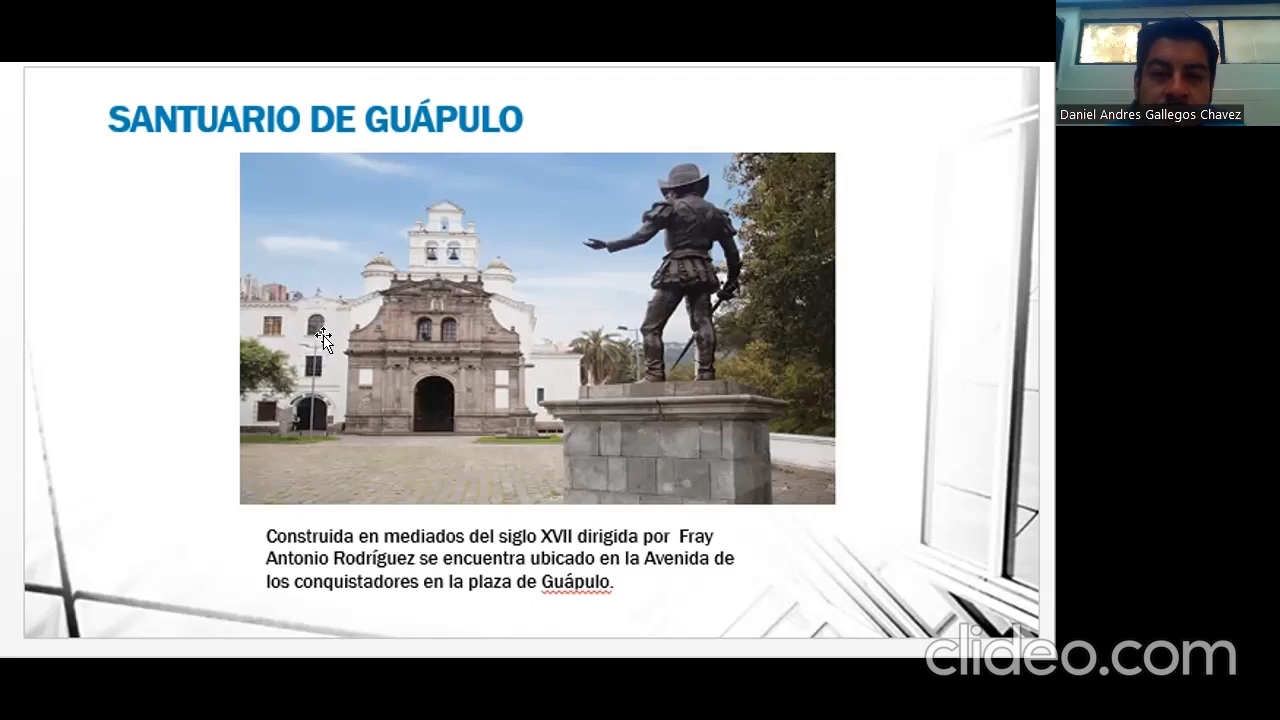 SANTUARIO DE GUÁPULO
Daniel Andres Gallegos Chavez
Construida en mediados del siglo XVII dirigida por Fray
Antonio Rodríguez se encuentra ubicado en la Avenida de
los conquistadores en la plaza de Guápulo.
clideo.com